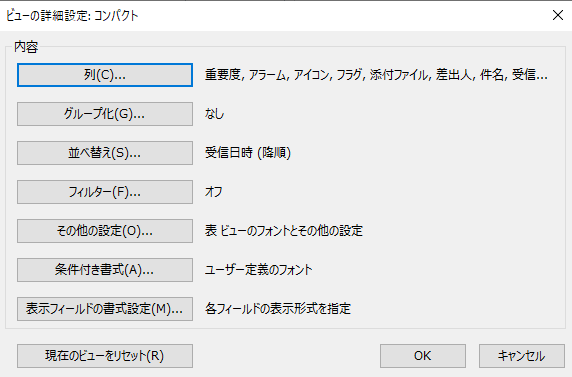 ビューの詳細設定: コンパクト
内容
列(C)... 重要度, アラーム, アイコン, フラグ, 添付ファイル, 差出人, 件名, 受信...
グループ化(G)... なし
並べ替え(S)... 受信日時 (降順)
フィルター(F)... オフ
その他の設定(O)... 表 ビューのフォントとその他の設定
条件付き書式(A)... ユーザー定義のフォント
表示フィールドの書式設定(M)... 各フィールドの表示形式を指定
現在のビューをリセット(R) OK キャンセル